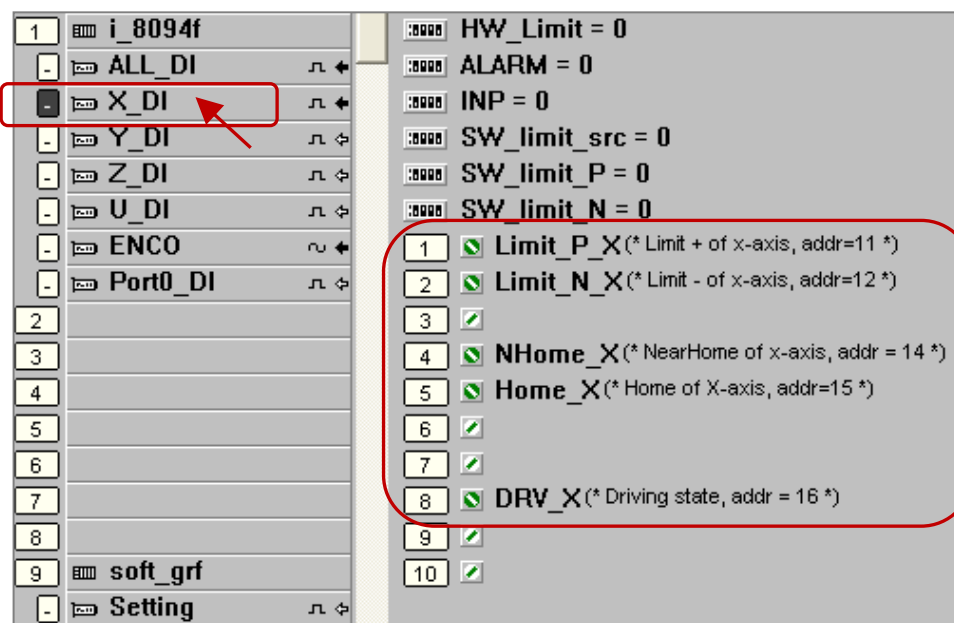 1 i_8094f
- ALL_DI
- X_DI
- Y_DI
- Z_DI
- U_DI
- ENCO
- Port0_DI
2
3
4
5
6
7
8
9 soft_grf
- Setting
HW_Limit = 0
ALARM = 0
INP = 0
SW_limit_src = 0
SW_limit_P = 0
SW_limit_N = 0
1 Limit_P_X (* Limit + of x-axis, addr=11 *)
2 Limit_N_X (* Limit - of x-axis, addr=12 *)
3
4 NHome_X (* NearHome of x-axis, addr = 14 *)
5 Home_X (* Home of X-axis, addr=15 *)
6
7
8 DRV_X (* Driving state, addr = 16 *)
9
10